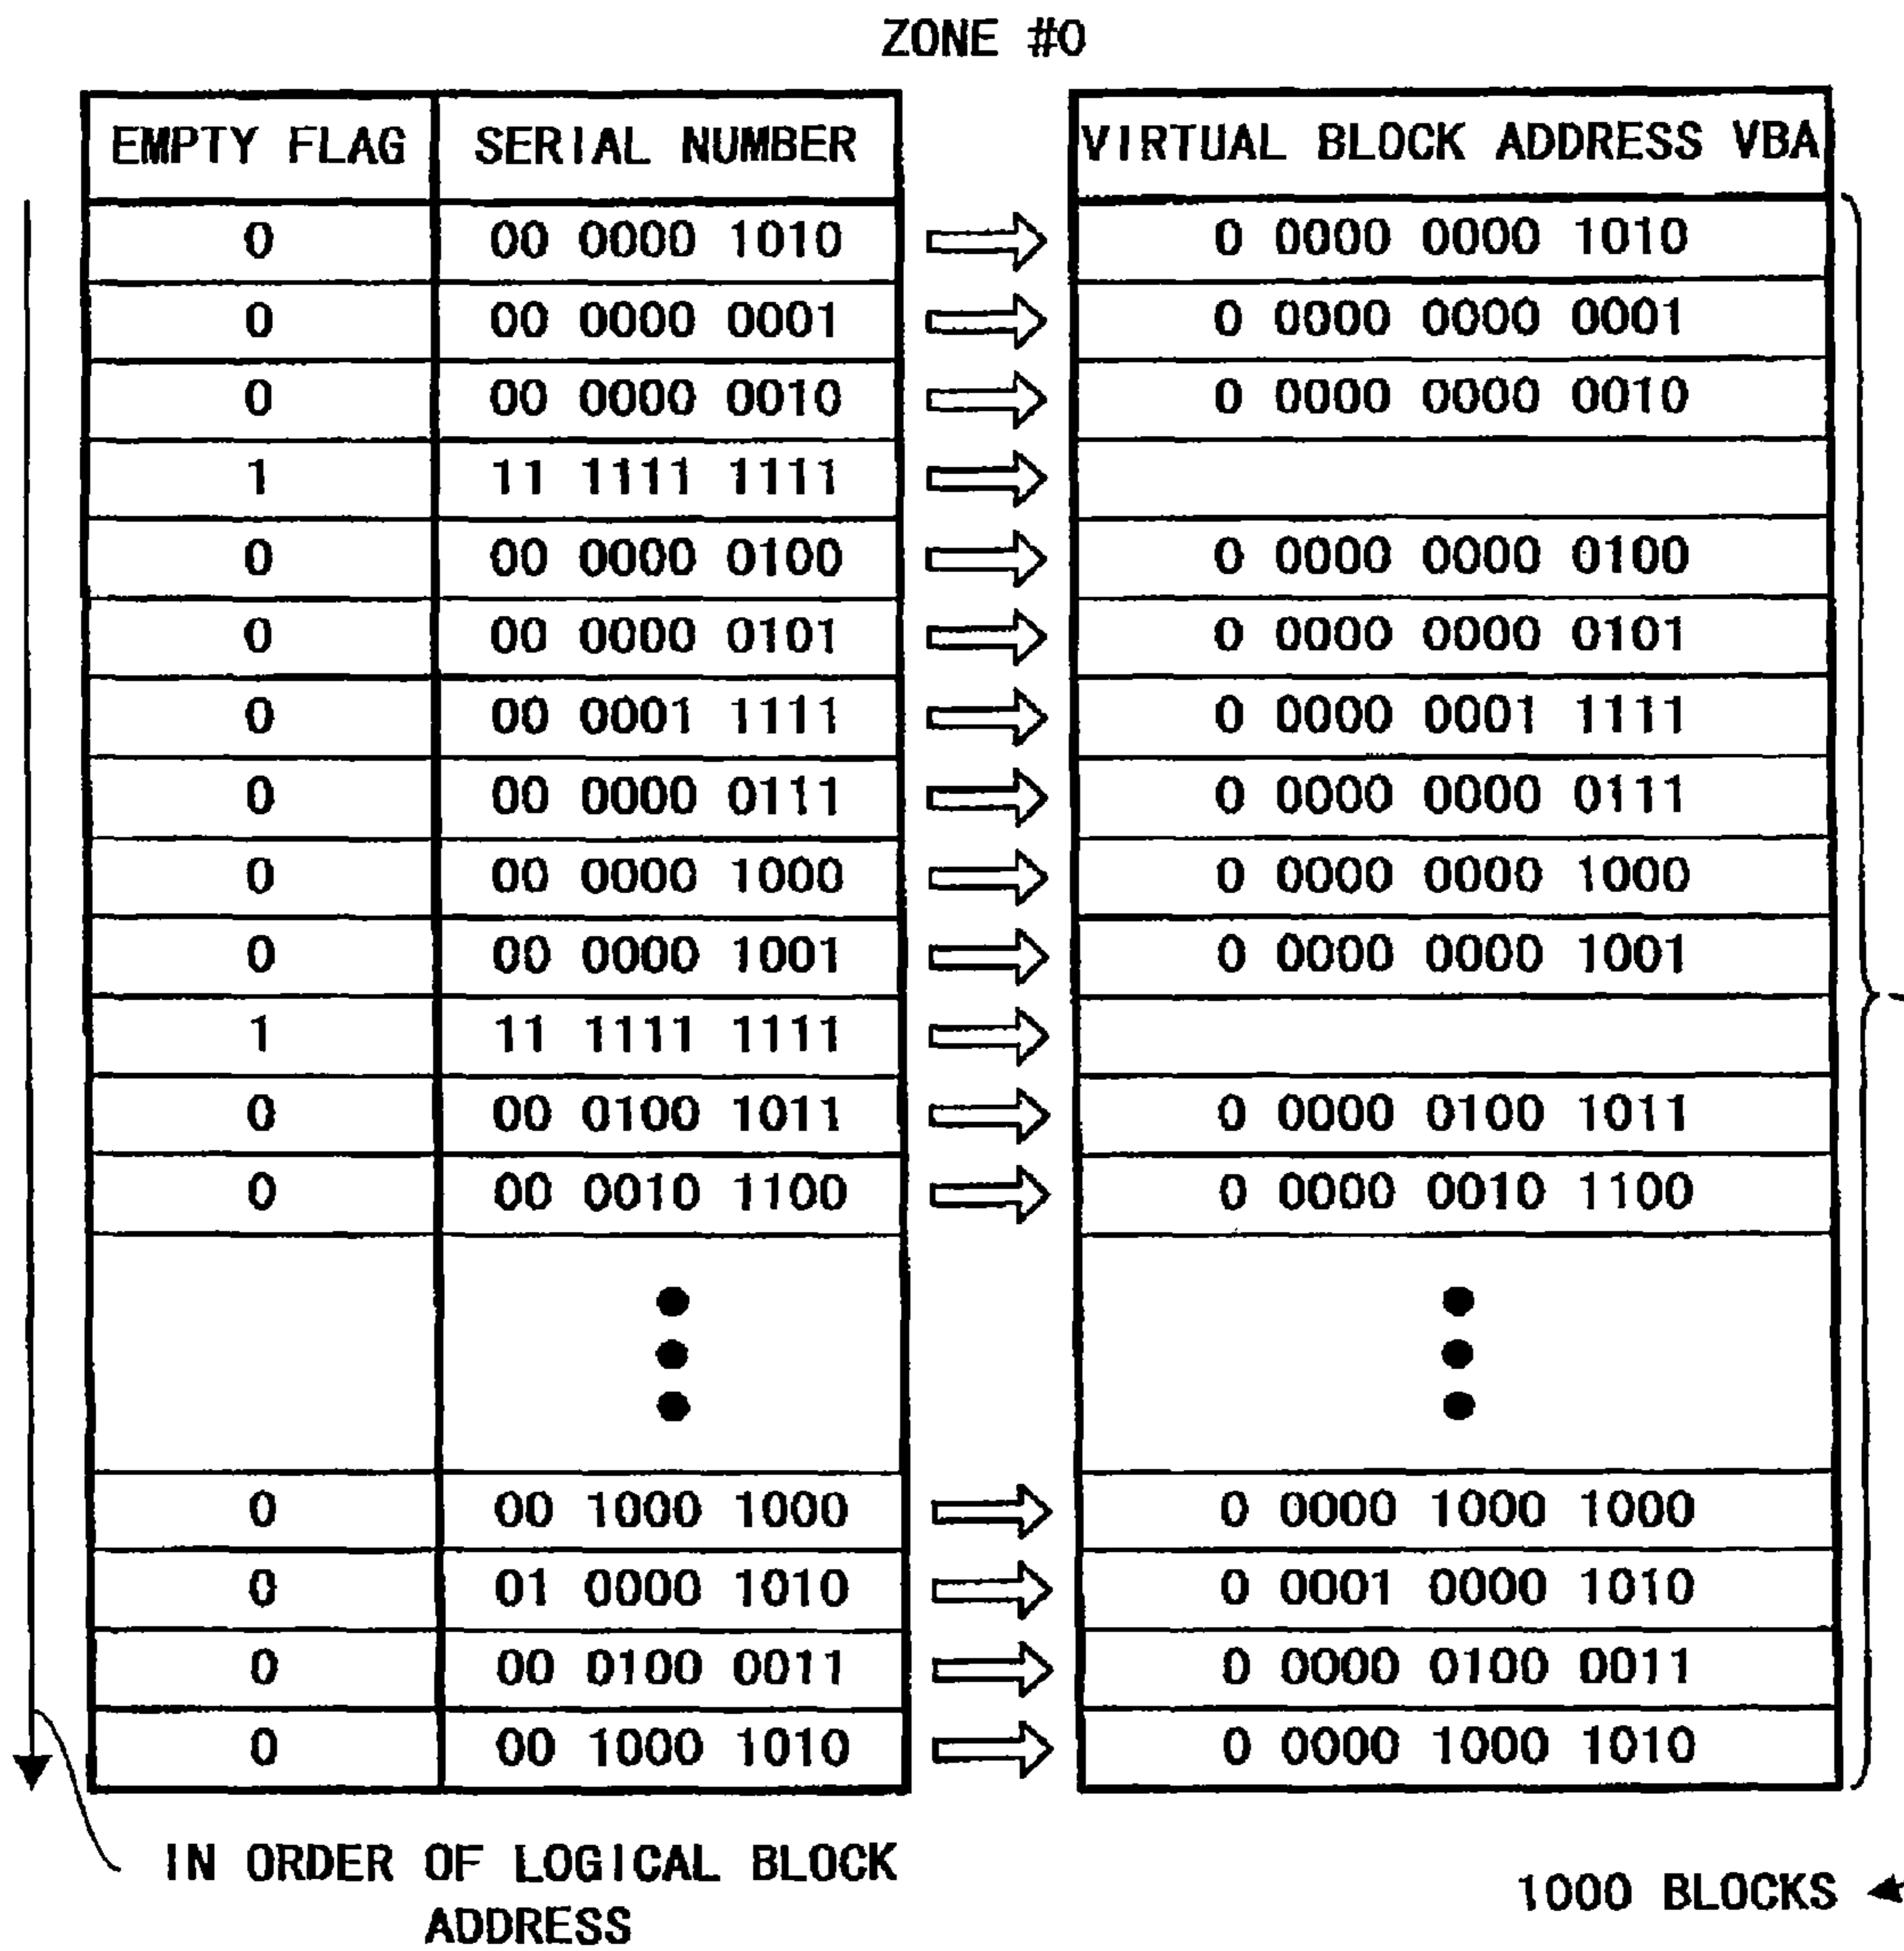 ZONE #0
EMPTY FLAG SERIAL NUMBER VIRTUAL BLOCK ADDRESS VBA
0 00 0000 1010 0 0000 0000 1010
0 00 0000 0001 0 0000 0000 0001
0 00 0000 0010 0 0000 0000 0010
1 11 1111 1111
0 00 0000 0100 0 0000 0000 0100
0 00 0000 0101 0 0000 0000 0101
0 00 0001 1111 0 0000 0001 1111
0 00 0000 0111 0 0000 0000 0111
0 00 0000 1000 0 0000 0000 1000
0 00 0000 1001 0 0000 0000 1001
1 11 1111 1111
0 00 0100 1011 0 0000 0100 1011
0 00 0010 1100 0 0000 0010 1100
0 00 1000 1000 0 0000 1000 1000
0 01 0000 1010 0 0001 0000 1010
0 00 0100 0011 0 0000 0100 0011
0 00 1000 1010 0 0000 1000 1010
IN ORDER OF LOGICAL BLOCK
ADDRESS
1000 BLOCKS